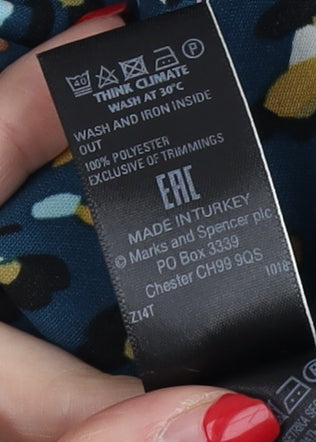 40 P
THINK CLIMATE
WASH AT 30°C
WASH AND IRON INSIDE
OUT
100% POLYESTER
EXCLUSIVE OF TRIMMINGS
EAC
MADE IN TURKEY
© Marks and Spencer plc
PO Box 3339
Chester CH99 9QS
1018
Z14T
P